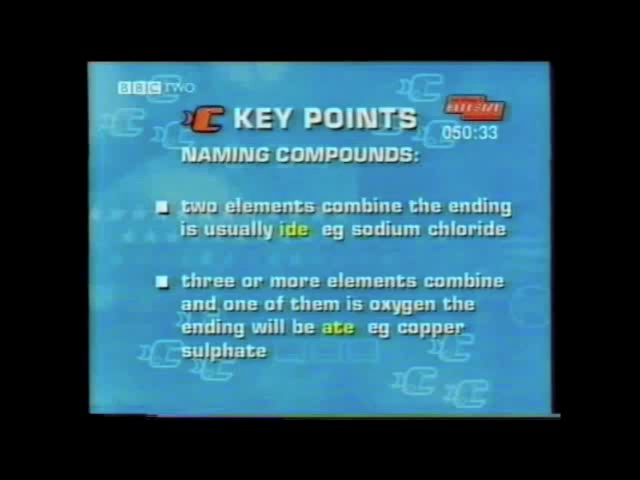 BBC TWO
KEY POINTS
050:33
NAMING COMPOUNDS:
two elements combine the ending
is usually ide eg sodium chloride
three or more elements combine
and one of them is oxygen the
ending will be ate eg copper
sulphate